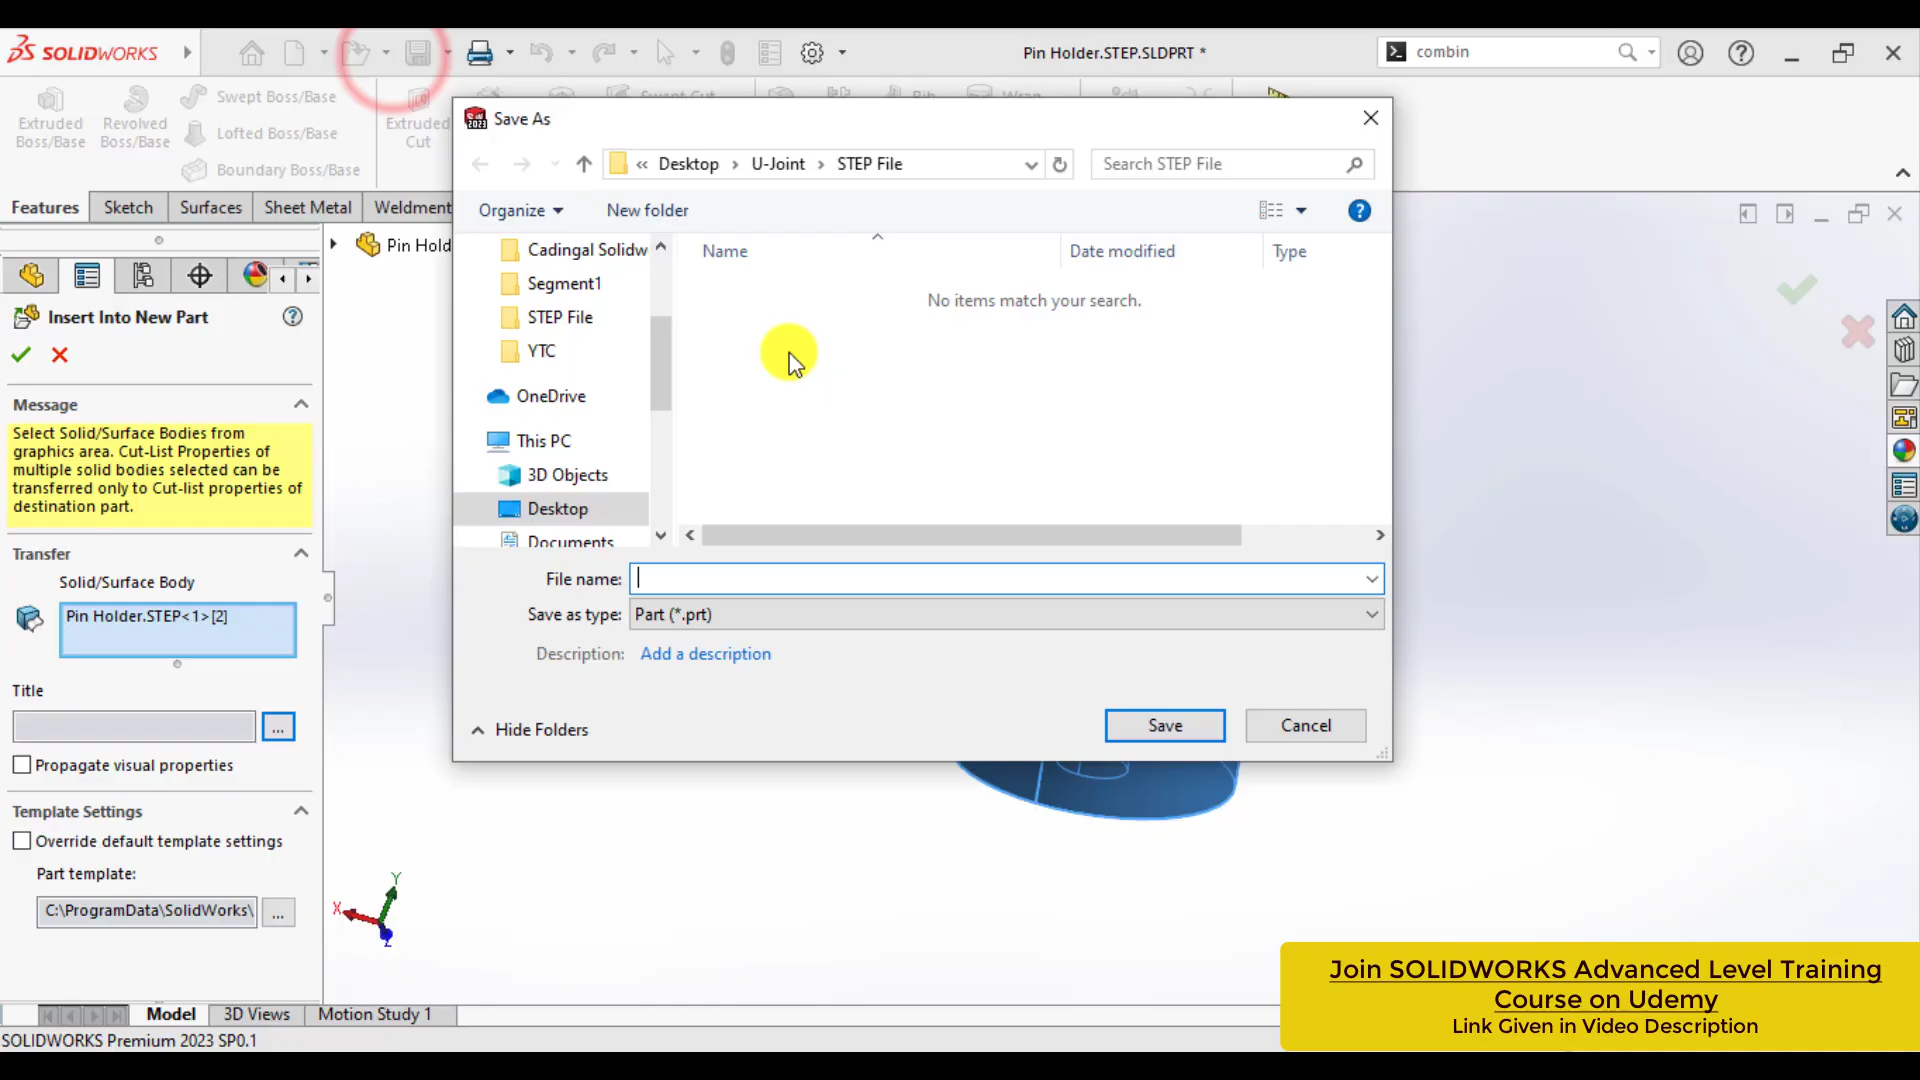 SOLIDWORKS
Pin Holder.STEP.SLDPRT *
combin
Extruded Boss/Base
Revolved Boss/Base
Swept Boss/Base
Lofted Boss/Base
Boundary Boss/Base
Extruded Cut
Features
Sketch
Surfaces
Sheet Metal
Weldment
Pin Hold
Insert Into New Part
Message
Select Solid/Surface Bodies from
graphics area. Cut-List Properties of
multiple solid bodies selected can be
transferred only to Cut-list properties of
destination part.
Transfer
Solid/Surface Body
Pin Holder.STEP<1>[2]
Title
...
Propagate visual properties
Template Settings
Override default template settings
Part template:
C:\ProgramData\SolidWorks\
...
Save As
« Desktop > U-Joint > STEP File
Search STEP File
Organize
New folder
Cadingal Solidw
Segment1
STEP File
YTC
OneDrive
This PC
3D Objects
Desktop
Documents
Name
Date modified
Type
No items match your search.
File name:
Save as type: Part (*.prt)
Description: Add a description
Hide Folders
Save
Cancel
X
Y
Z
Model
3D Views
Motion Study 1
SOLIDWORKS Premium 2023 SP0.1
Join SOLIDWORKS Advanced Level Training
Course on Udemy
Link Given in Video Description